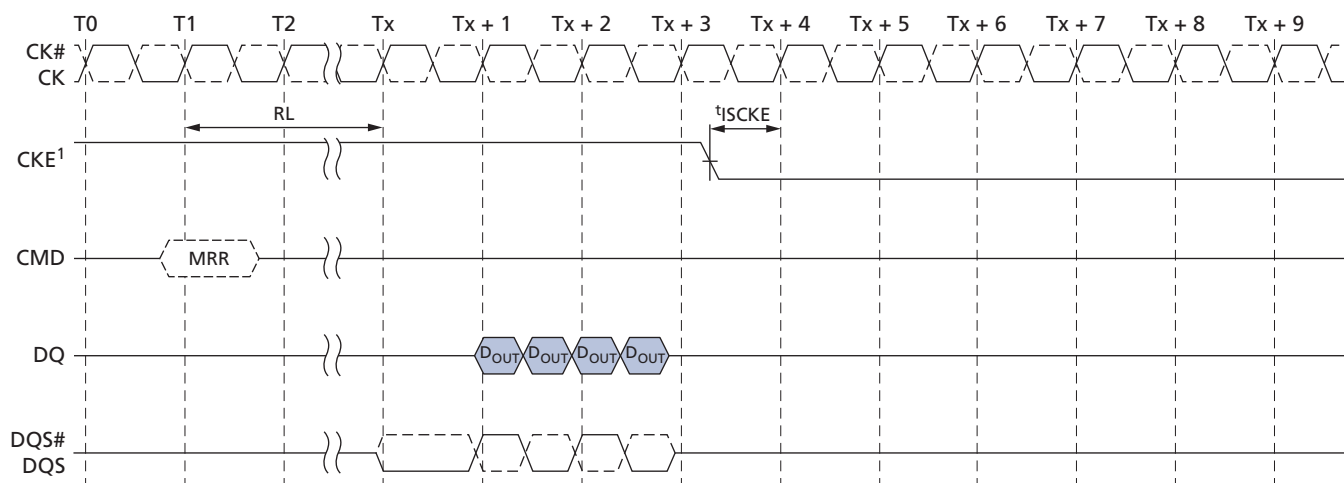 T0 T1 T2 Tx Tx + 1 Tx + 2 Tx + 3 Tx + 4 Tx + 5 Tx + 6 Tx + 7 Tx + 8 Tx + 9
CK#
CK
RL
tISCKE
CKE1
CMD
MRR
DQ
DOUT DOUT DOUT DOUT
DQS#
DQS